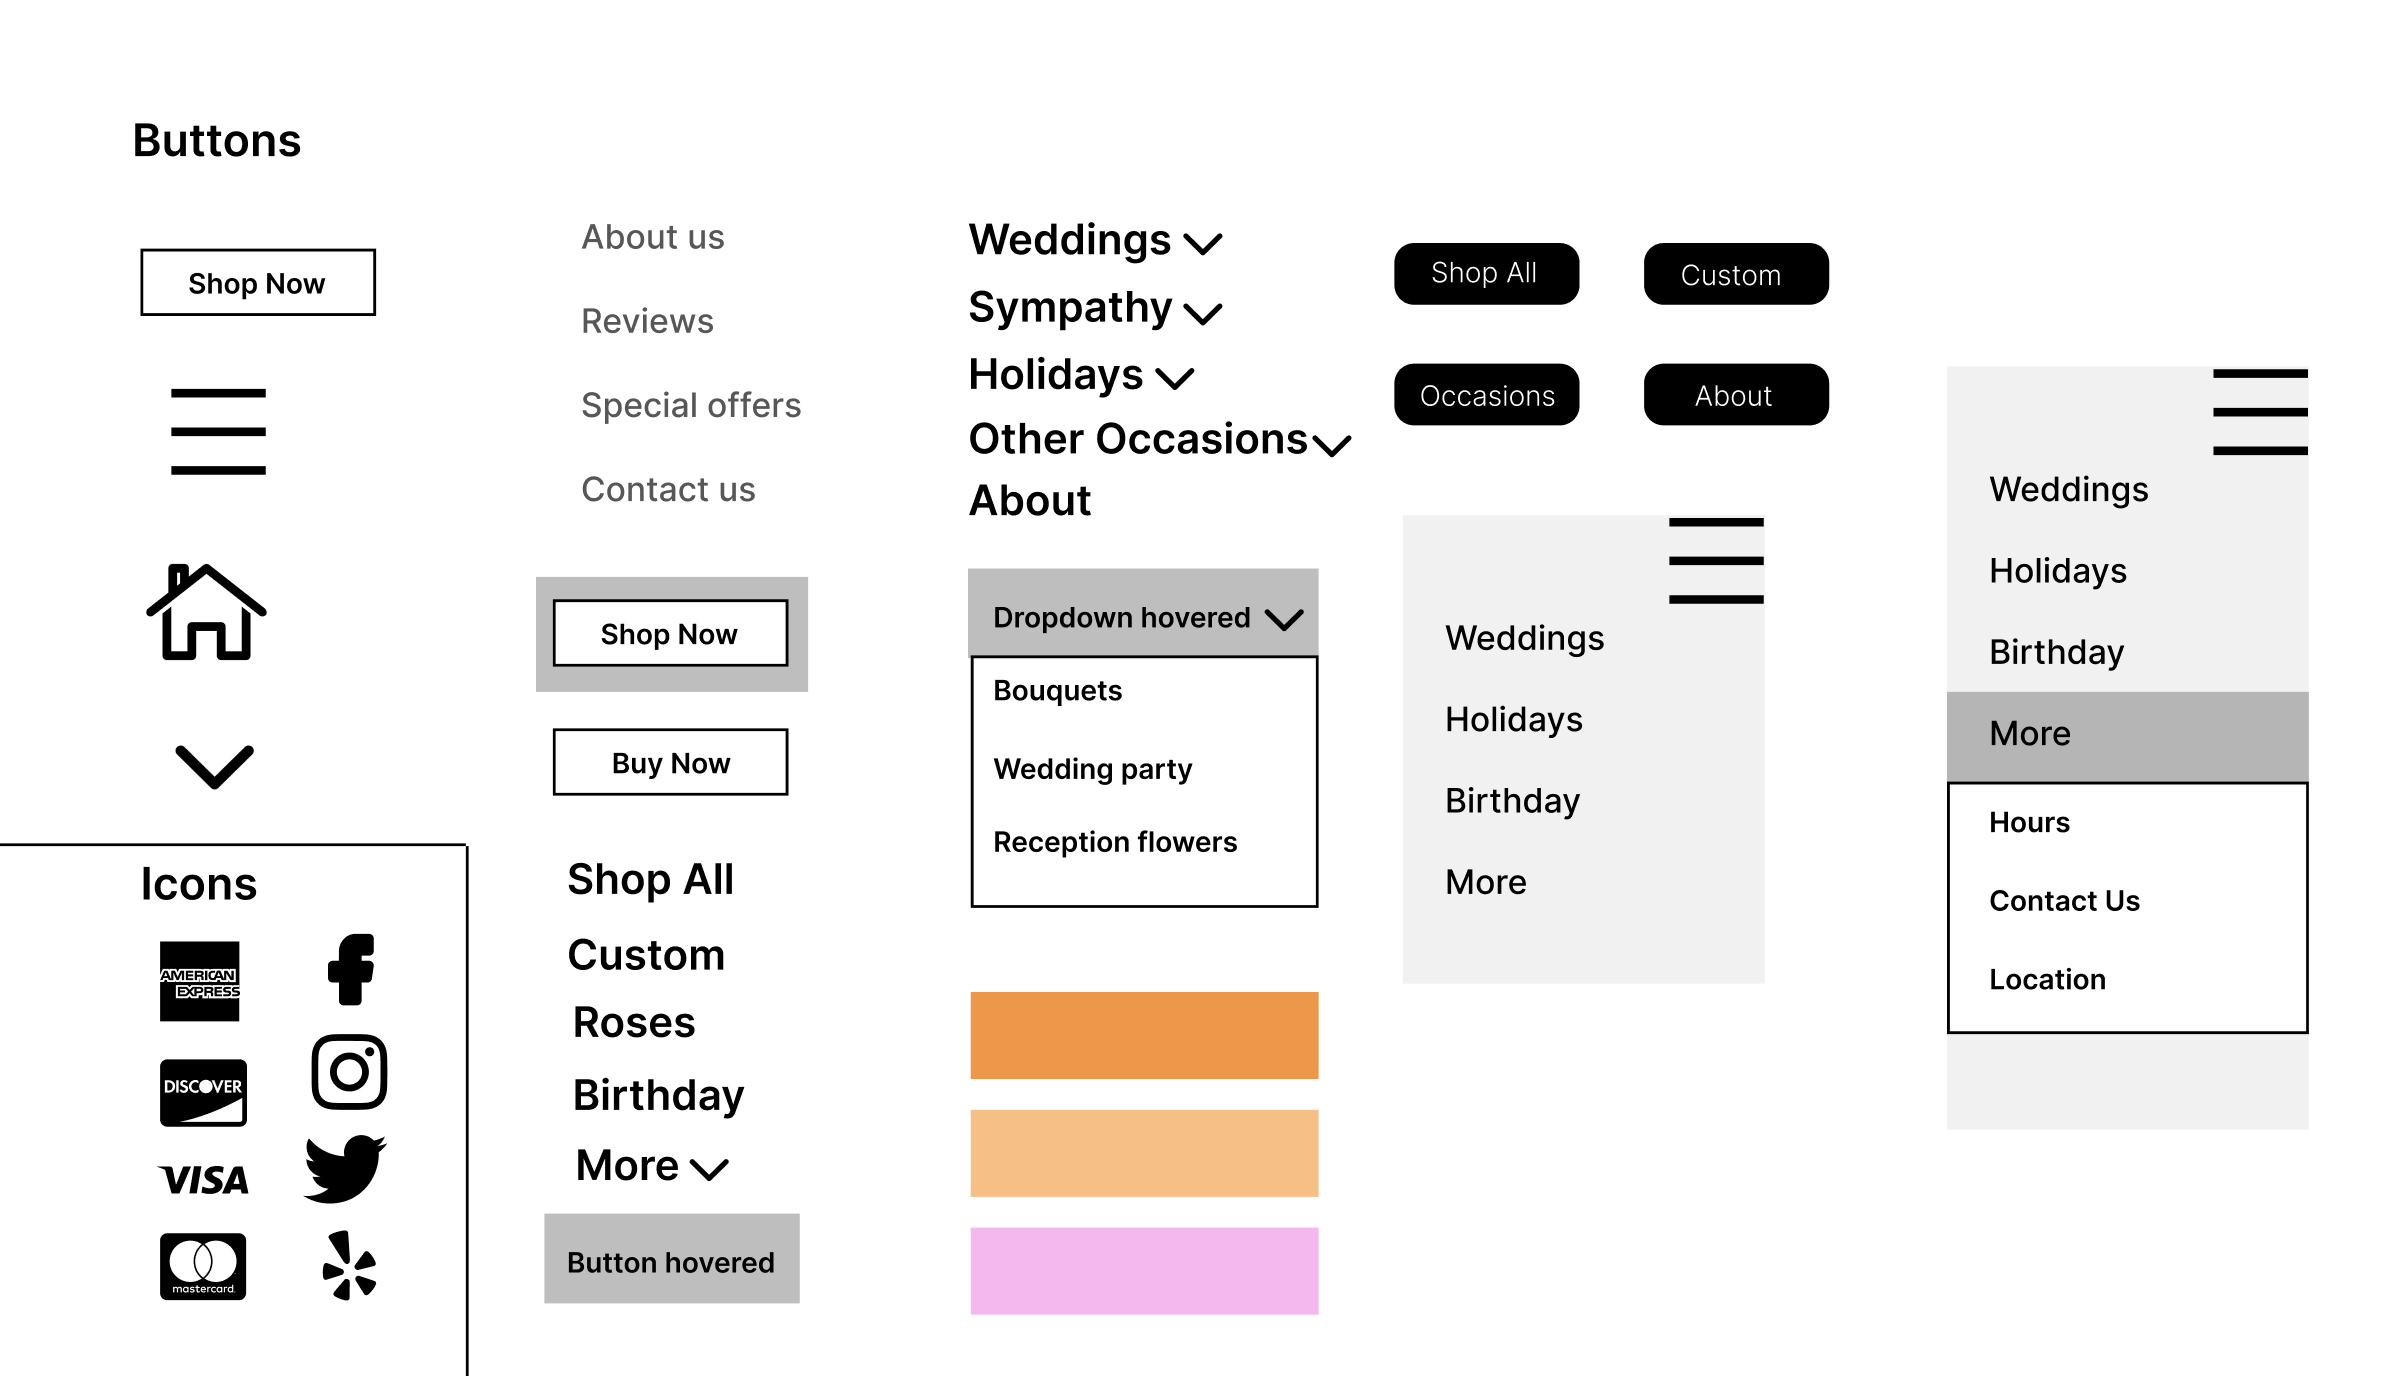 Buttons
Shop Now
Icons
AMERICAN
EXPRESS
DISCOVER
VISA
mastercard
About us
Reviews
Special offers
Contact us
Shop Now
Buy Now
Shop All
Custom
Roses
Birthday
More
Button hovered
Weddings
Sympathy
Holidays
Other Occasions
About
Dropdown hovered
Bouquets
Wedding party
Reception flowers
Shop All
Custom
Occasions
About
Weddings
Holidays
Birthday
More
Weddings
Holidays
Birthday
More
Hours
Contact Us
Location